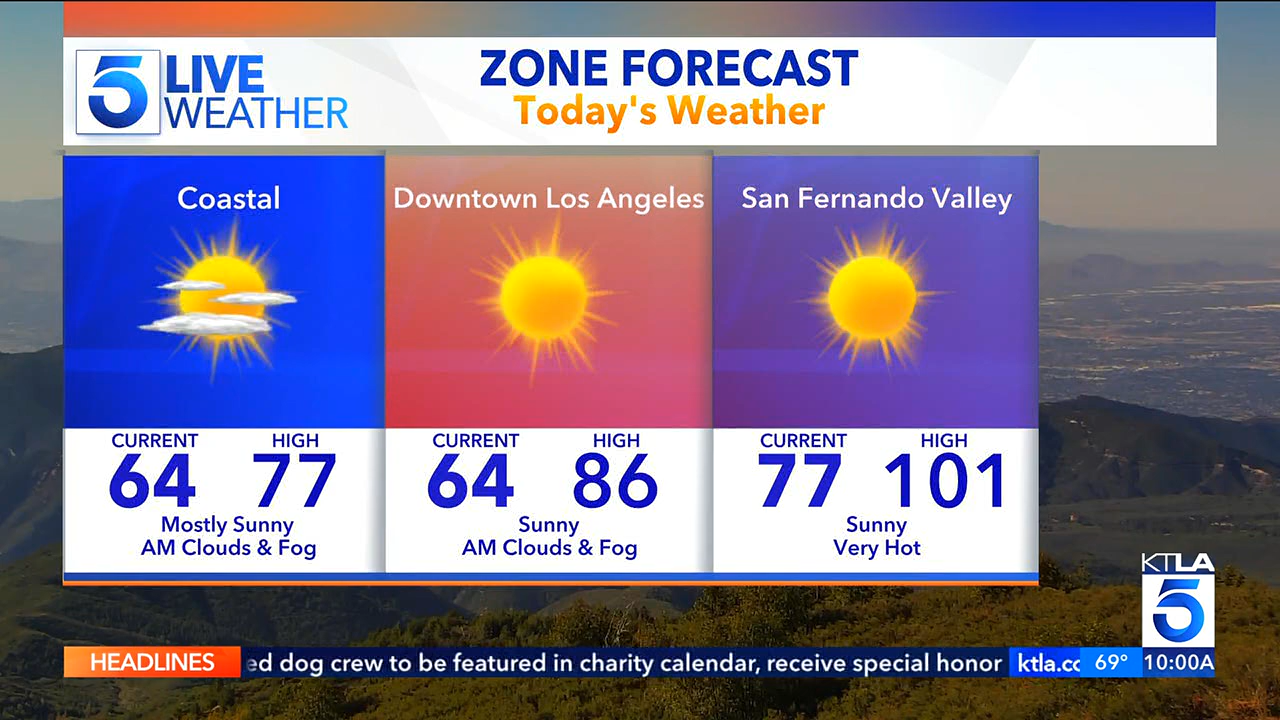 5 LIVE
WEATHER
ZONE FORECAST
Today's Weather
Coastal
Downtown Los Angeles
San Fernando Valley
CURRENT HIGH
64 77
Mostly Sunny
AM Clouds & Fog
CURRENT HIGH
64 86
Sunny
AM Clouds & Fog
CURRENT HIGH
77 101
Sunny
Very Hot
KTLA
5
HEADLINES ed dog crew to be featured in charity calendar, receive special honor ktla.co 69° 10:00A